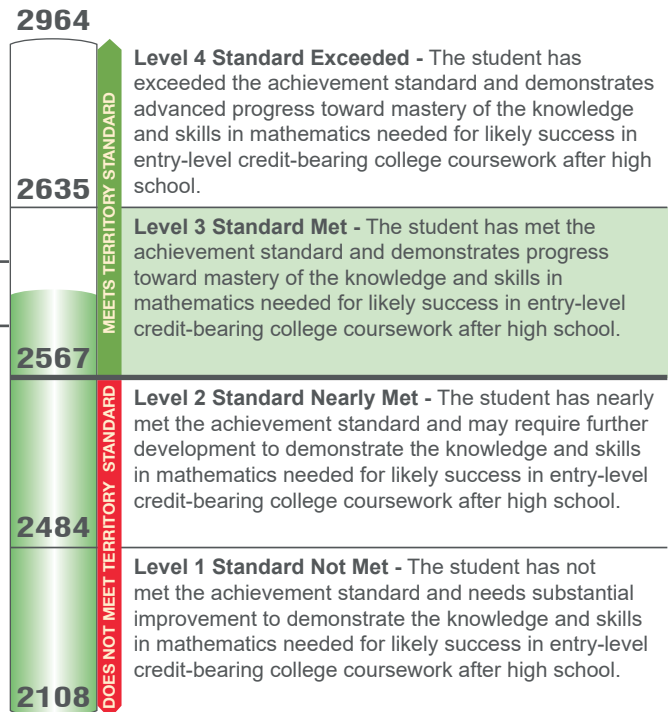 2964
Level 4 Standard Exceeded - The student has
exceeded the achievement standard and demonstrates
advanced progress toward mastery of the knowledge
and skills in mathematics needed for likely success in
entry-level credit-bearing college coursework after high
school.
2635
MEETS TERRITORY STANDARD
Level 3 Standard Met - The student has met the
achievement standard and demonstrates progress
toward mastery of the knowledge and skills in
mathematics needed for likely success in entry-level
credit-bearing college coursework after high school.
2567
Level 2 Standard Nearly Met - The student has nearly
met the achievement standard and may require further
development to demonstrate the knowledge and skills
in mathematics needed for likely success in entry-level
credit-bearing college coursework after high school.
2484
DOES NOT MEET TERRITORY STANDARD
Level 1 Standard Not Met - The student has not
met the achievement standard and needs substantial
improvement to demonstrate the knowledge and skills
in mathematics needed for likely success in entry-level
credit-bearing college coursework after high school.
2108